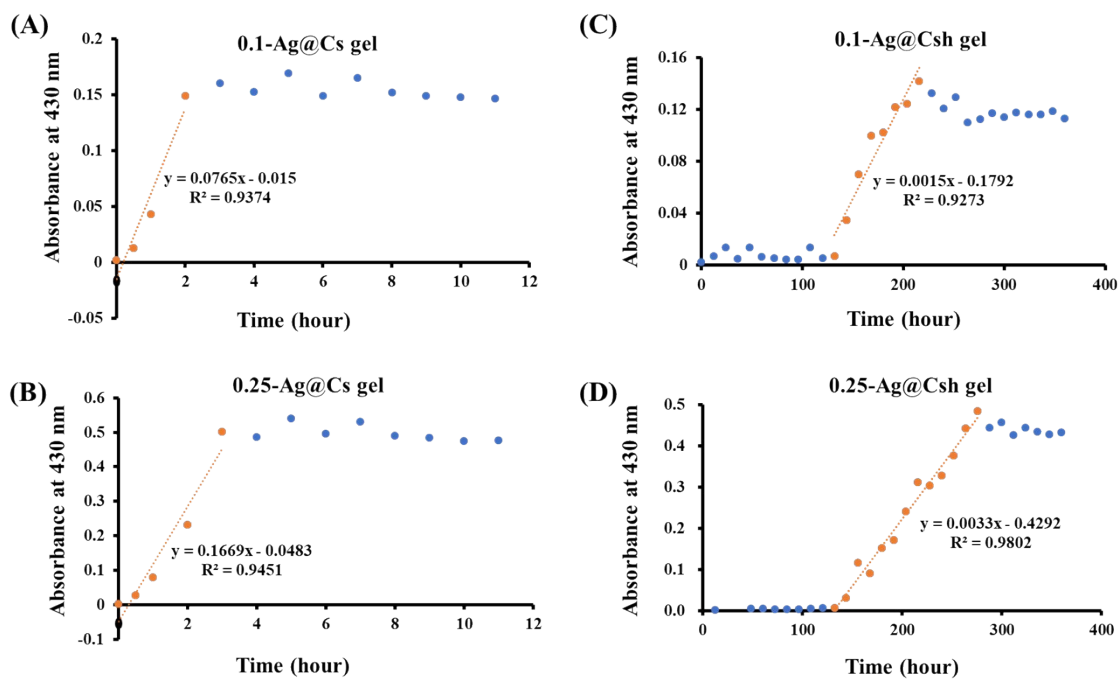 (A)
0.1-Ag@Cs gel
Absorbance at 430 nm
0.2
0.15
0.1
0.05
0
-0.05
y = 0.0765x - 0.015
R² = 0.9374
0 2 4 6 8 10 12
Time (hour)
(C)
0.1-Ag@Csh gel
Absorbance at 430 nm
0.16
0.12
0.08
0.04
0
y = 0.0015x - 0.1792
R² = 0.9273
0 100 200 300 400
Time (hour)
(B)
0.25-Ag@Cs gel
Absorbance at 430 nm
0.6
0.5
0.4
0.3
0.2
0.1
0
-0.1
y = 0.1669x - 0.0483
R² = 0.9451
0 2 4 6 8 10 12
Time (hour)
(D)
0.25-Ag@Csh gel
Absorbance at 430 nm
0.5
0.4
0.3
0.2
0.1
0.0
y = 0.0033x - 0.4292
R² = 0.9802
0 100 200 300 400
Time (hour)